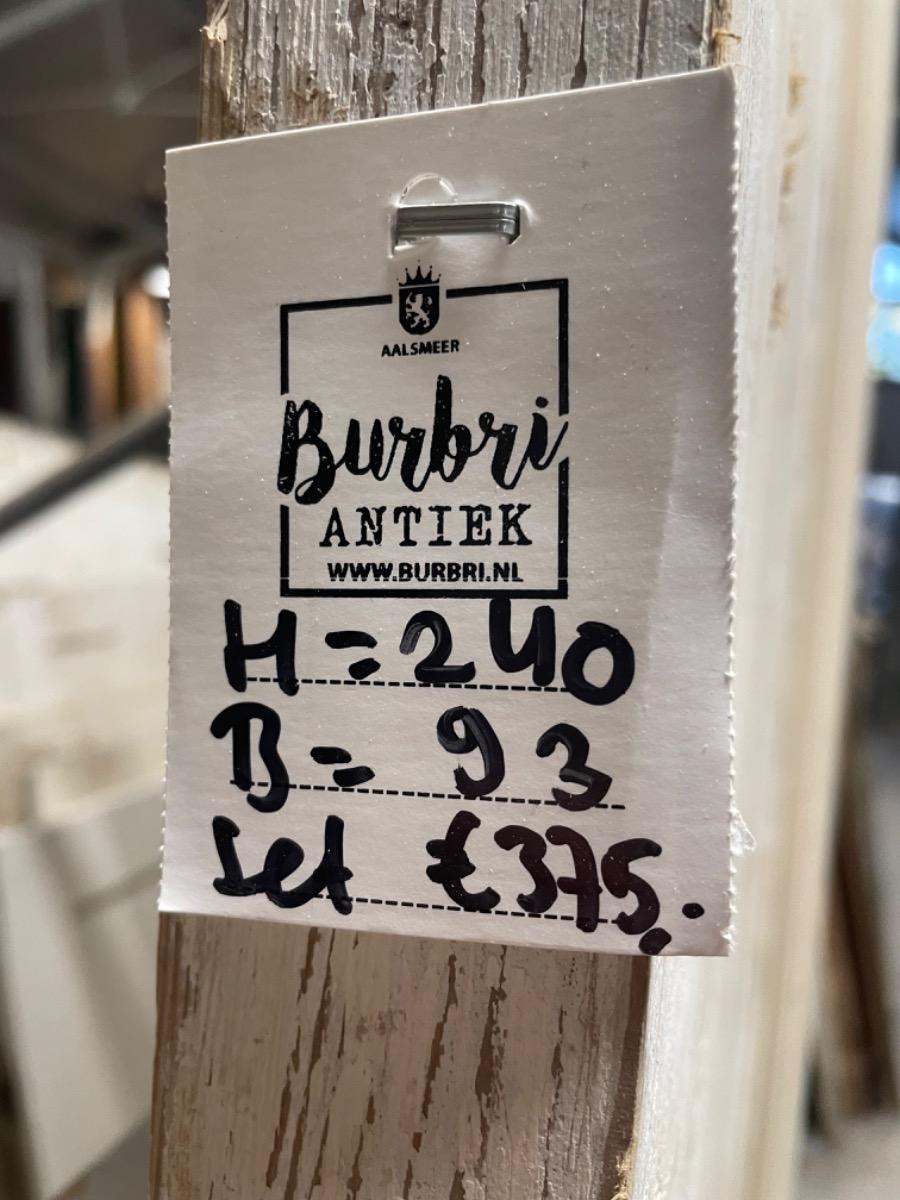 AALSMEER
Burbri
ANTIEK
WWW.BURBRI.NL
H = 240
B = 93
Set €375,-